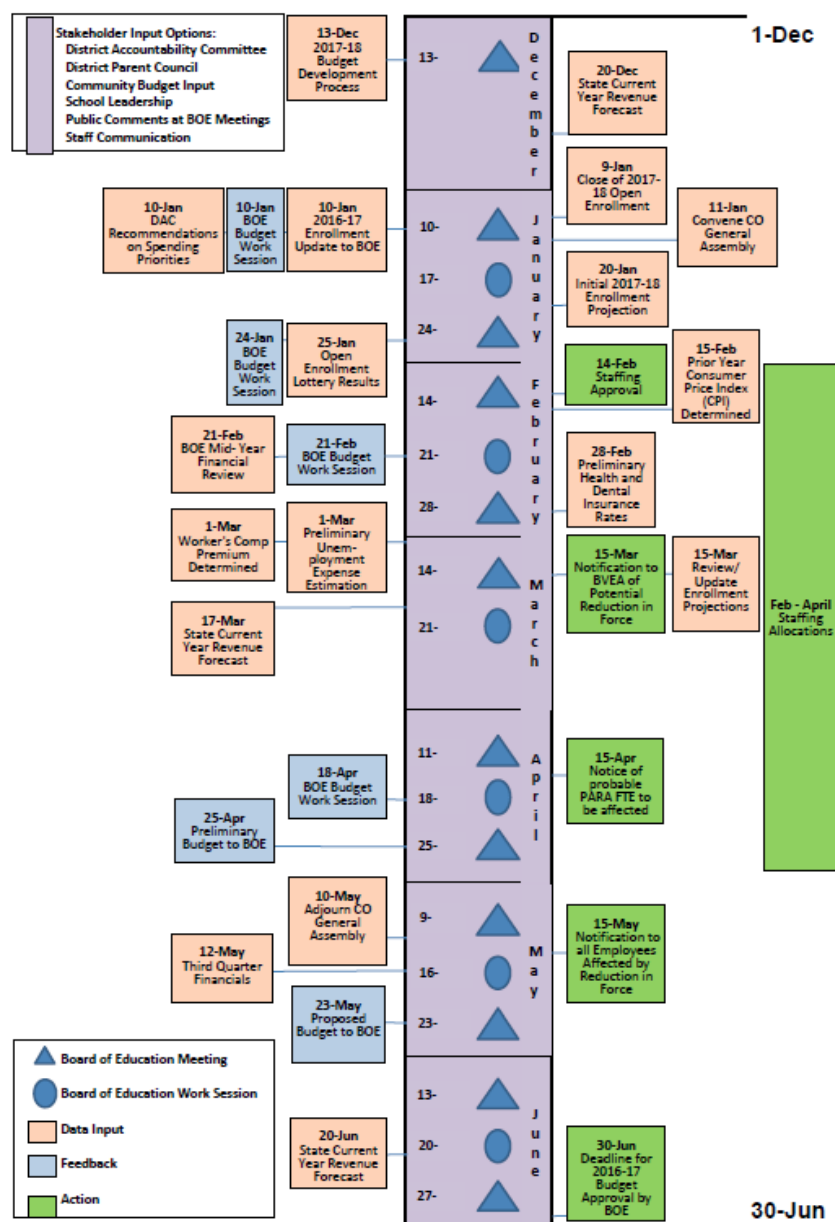 Stakeholder Input Options:
District Accountability Committee
District Parent Council
Community Budget Input
School Leadership
Public Comments at BOE Meetings
Staff Communication
13-Dec
2017-18
Budget
Development
Process
13-
December
1-Dec
20-Dec
State Current
Year Revenue
Forecast
9-Jan
Close of 2017-
18 Open
Enrollment
11-Jan
Convene CO
General
Assembly
10-Jan
DAC
Recommendations
on Spending
Priorities
10-Jan
BOE
Budget
Work
Session
10-Jan
2016-17
Enrollment
Update to BOE
10-
17-
24-
January
20-Jan
Initial 2017-18
Enrollment
Projection
24-Jan
BOE
Budget
Work
Session
25-Jan
Open
Enrollment
Lottery Results
14-Feb
Staffing
Approval
15-Feb
Prior Year
Consumer
Price Index
(CPI)
Determined
14-
21-
28-
February
21-Feb
BOE Mid- Year
Financial
Review
21-Feb
BOE Budget
Work Session
28-Feb
Preliminary
Health and
Dental
Insurance
Rates
1-Mar
Worker's Comp
Premium
Determined
1-Mar
Preliminary
Unem-
ployment
Expense
Estimation
14-
21-
March
15-Mar
Notification to
BVEA of
Potential
Reduction in
Force
15-Mar
Review/
Update
Enrollment
Projections
Feb - April
Staffing
Allocations
17-Mar
State Current
Year Revenue
Forecast
11-
18-
25-
April
18-Apr
BOE Budget
Work Session
15-Apr
Notice of
probable
PARA FTE to
be affected
25-Apr
Preliminary
Budget to BOE
10-May
Adjourn CO
General
Assembly
9-
16-
23-
May
15-May
Notification to
all Employees
Affected by
Reduction in
Force
12-May
Third Quarter
Financials
23-May
Proposed
Budget to BOE
Board of Education Meeting
Board of Education Work Session
Data Input
Feedback
Action
13-
20-
27-
June
20-Jun
State Current
Year Revenue
Forecast
30-Jun
Deadline for
2016-17
Budget
Approval by
BOE
30-Jun